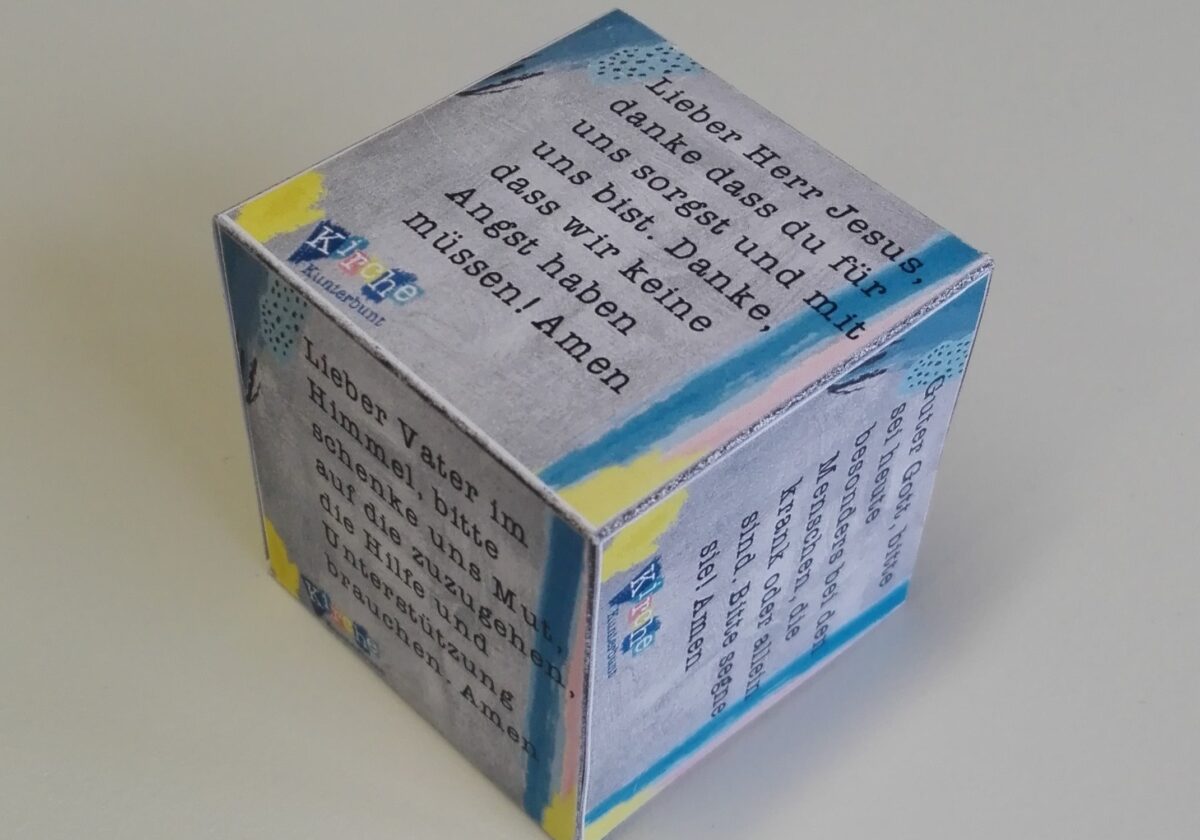 Lieber Herr Jesus,
danke dass du für
uns sorgst und mit
uns bist. Danke,
dass wir keine
Angst haben
müssen! Amen
Kirche
Kunterbunt
Lieber Vater im
Himmel, bitte
schenke uns Mut,
auf die zuzugehen,
die Hilfe und
Unterstützung
brauchen. Amen
Kirche
Guter Gott, bitte
sei heute
besonders bei den
Menschen, die
krank oder allein
sind. Bitte segne
sie! Amen
Kirche
Kunterbunt